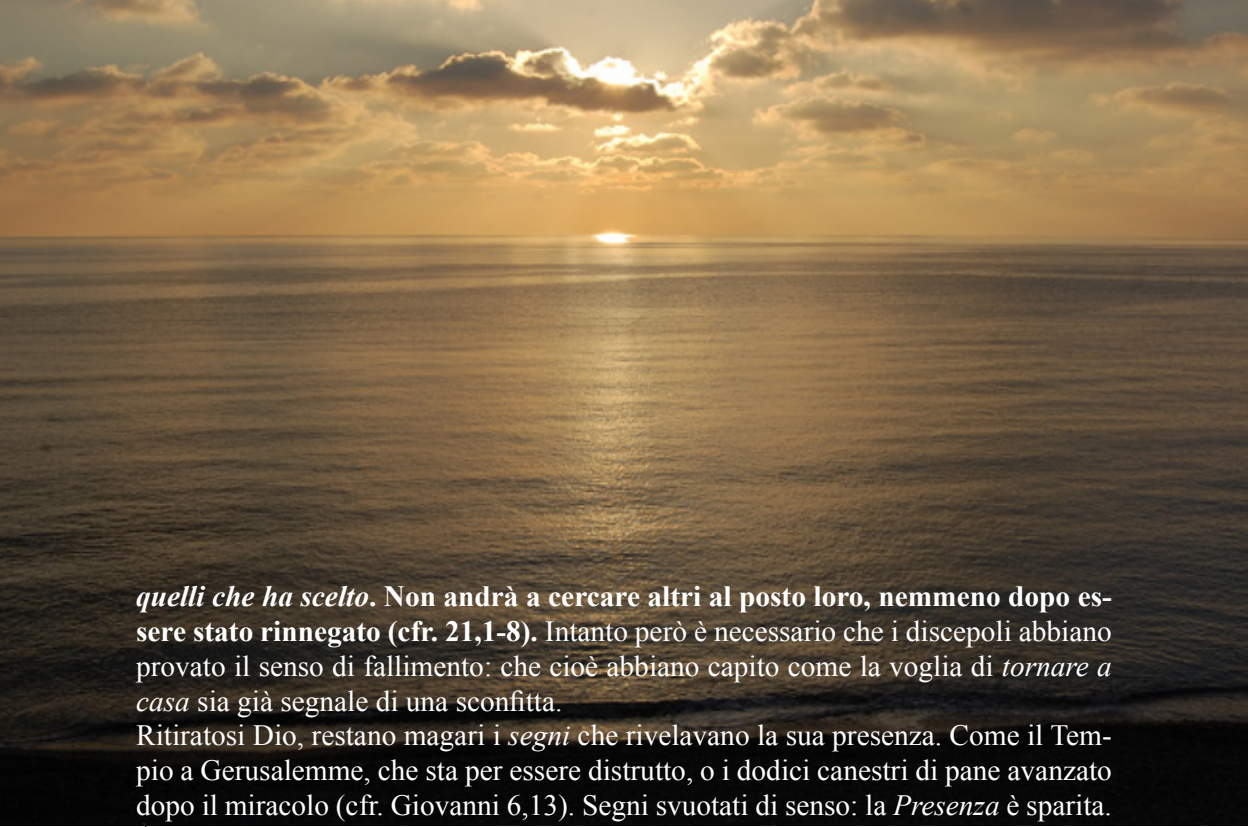 quelli che ha scelto. Non andrà a cercare altri al posto loro, nemmeno dopo es-
sere stato rinnegato (cfr. 21,1-8). Intanto però è necessario che i discepoli abbiano
provato il senso di fallimento: che cioè abbiano capito come la voglia di tornare a
casa sia già segnale di una sconfitta.
Ritiratosi Dio, restano magari i segni che rivelavano la sua presenza. Come il Tem-
pio a Gerusalemme, che sta per essere distrutto, o i dodici canestri di pane avanzato
dopo il miracolo (cfr. Giovanni 6,13). Segni svuotati di senso: la Presenza è sparita.